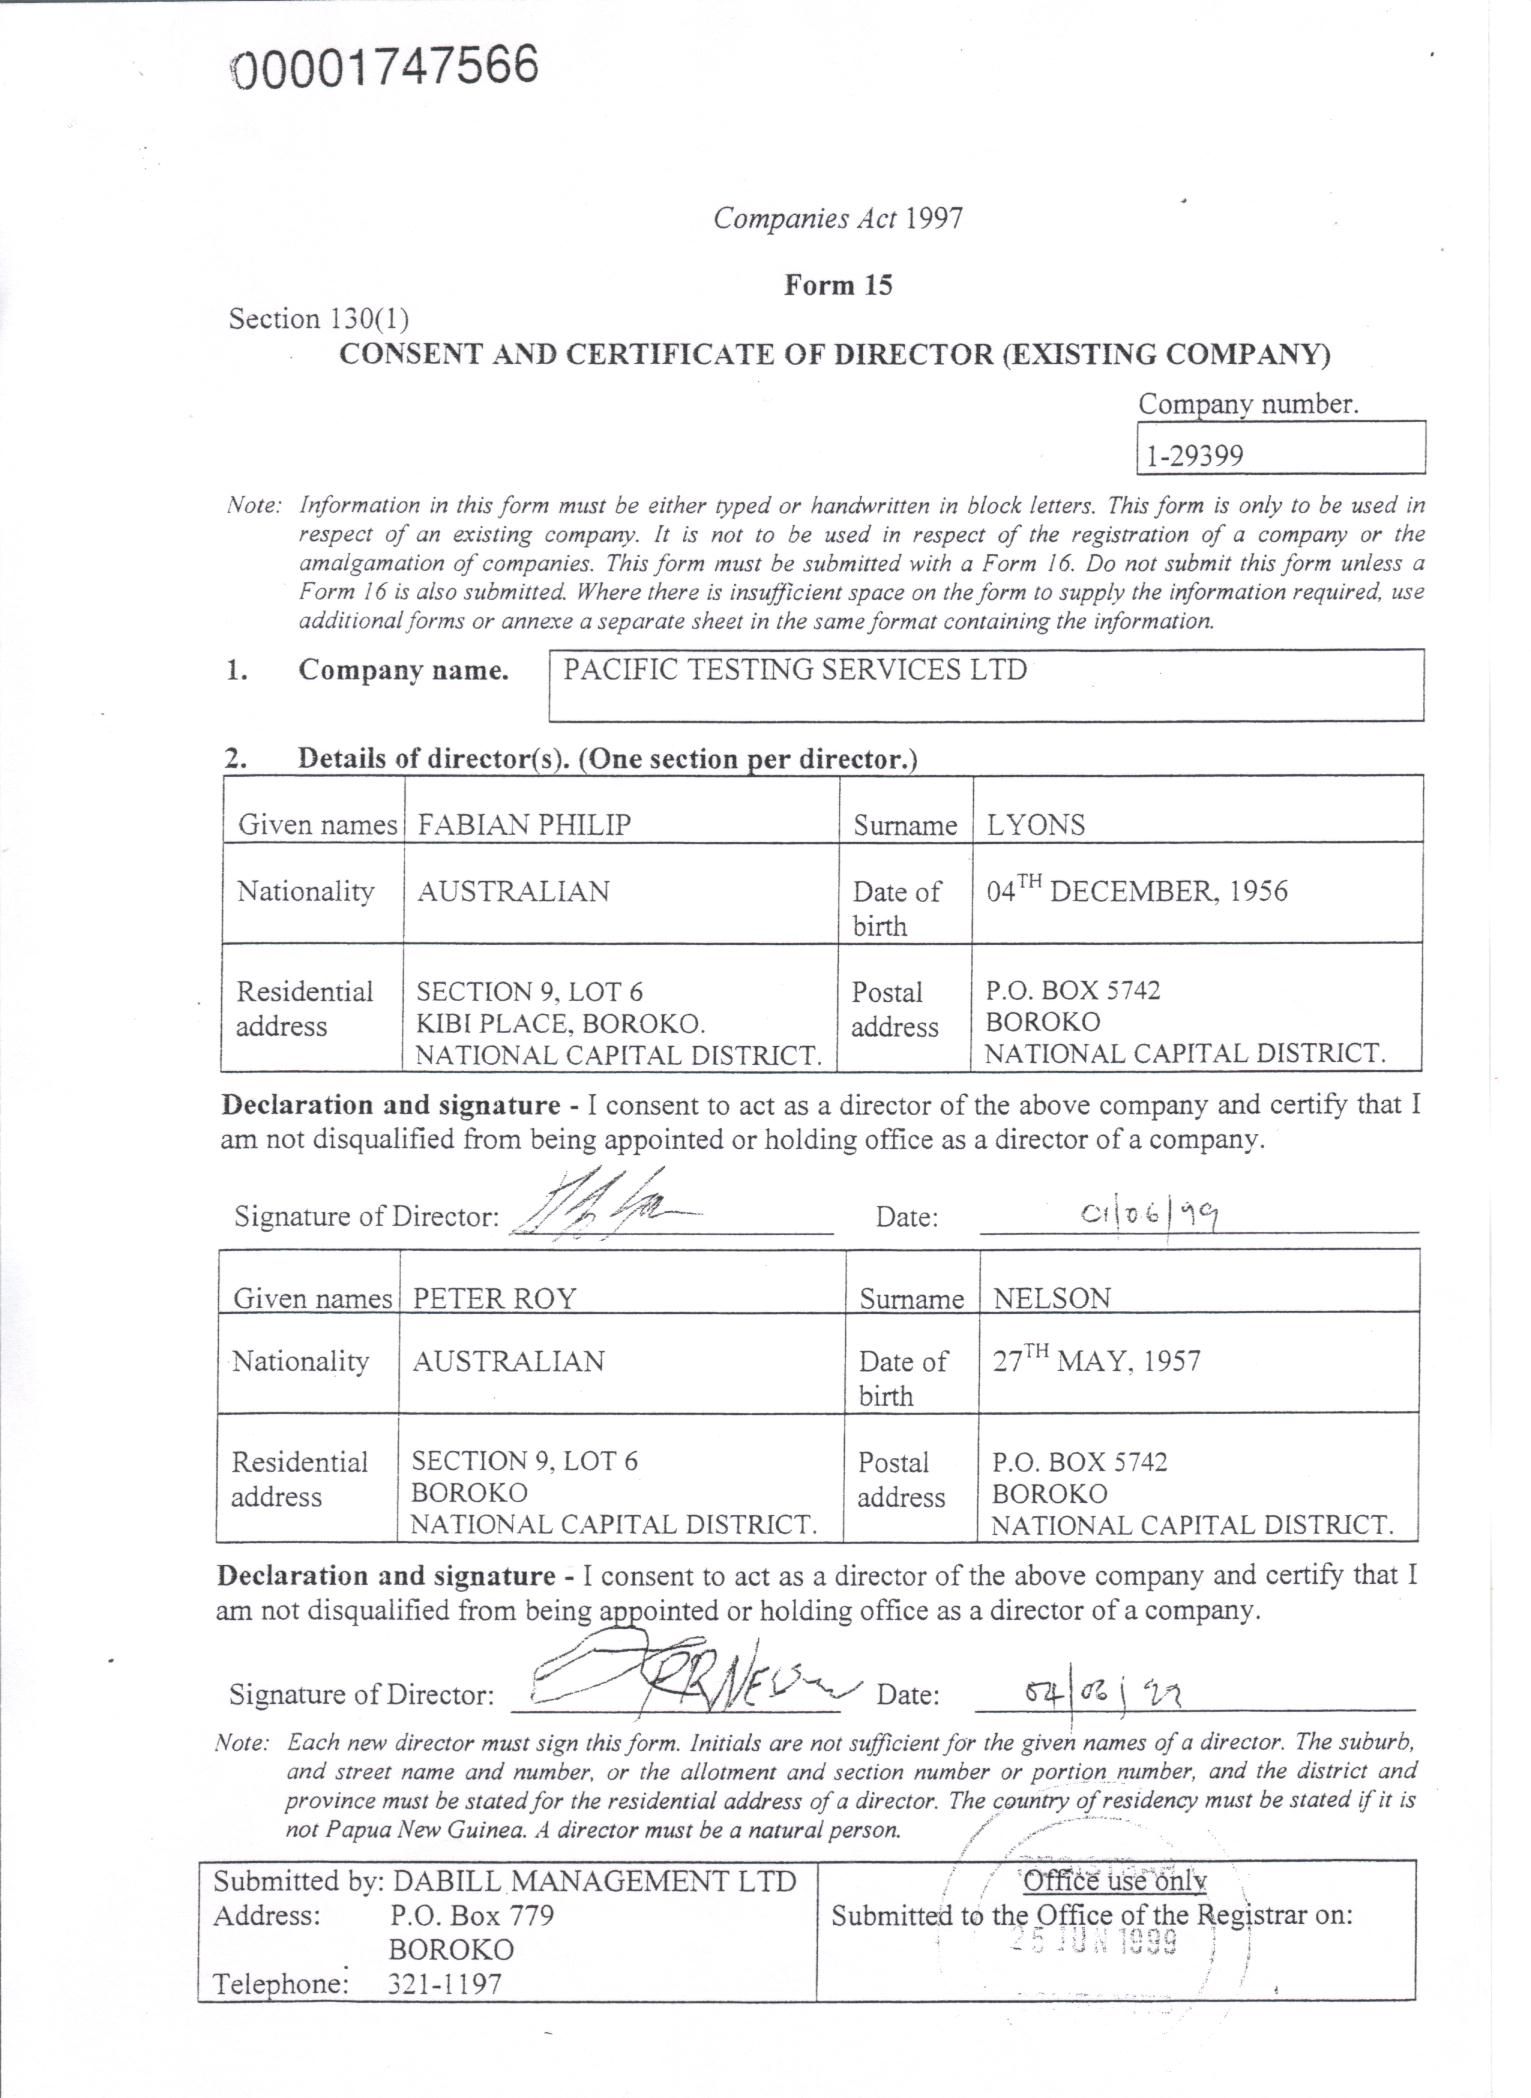 00001747566
Companies Act 1997
Form 15
Section 130(1)
CONSENT AND CERTIFICATE OF DIRECTOR (EXISTING COMPANY)
Company number.
1-29399
Note: Information in this form must be either typed or handwritten in block letters. This form is only to be used in
respect of an existing company. It is not to be used in respect of the registration of a company or the
amalgamation of companies. This form must be submitted with a Form 16. Do not submit this form unless a
Form 16 is also submitted. Where there is insufficient space on the form to supply the information required, use
additional forms or annexe a separate sheet in the same format containing the information.
1. Company name. PACIFIC TESTING SERVICES LTD
2. Details of director(s). (One section per director.)
Given names FABIAN PHILIP Surname LYONS
Nationality AUSTRALIAN Date of birth 04TH DECEMBER, 1956
Residential address SECTION 9, LOT 6 Postal address P.O. BOX 5742
KIBI PLACE, BOROKO. BOROKO
NATIONAL CAPITAL DISTRICT. NATIONAL CAPITAL DISTRICT.
Declaration and signature - I consent to act as a director of the above company and certify that I
am not disqualified from being appointed or holding office as a director of a company.
Signature of Director: Date: 01/06/99
Given names PETER ROY Surname NELSON
Nationality AUSTRALIAN Date of birth 27TH MAY, 1957
Residential address SECTION 9, LOT 6 Postal address P.O. BOX 5742
BOROKO BOROKO
NATIONAL CAPITAL DISTRICT. NATIONAL CAPITAL DISTRICT.
Declaration and signature - I consent to act as a director of the above company and certify that I
am not disqualified from being appointed or holding office as a director of a company.
Signature of Director: PRNELSON Date:
Note: Each new director must sign this form. Initials are not sufficient for the given names of a director. The suburb,
and street name and number, or the allotment and section number or portion number, and the district and
province must be stated for the residential address of a director. The country of residency must be stated if it is
not Papua New Guinea. A director must be a natural person.
Submitted by: DABILL MANAGEMENT LTD Office use only
Address: P.O. Box 779 Submitted to the Office of the Registrar on:
BOROKO 25 JUN 1999
Telephone: 321-1197